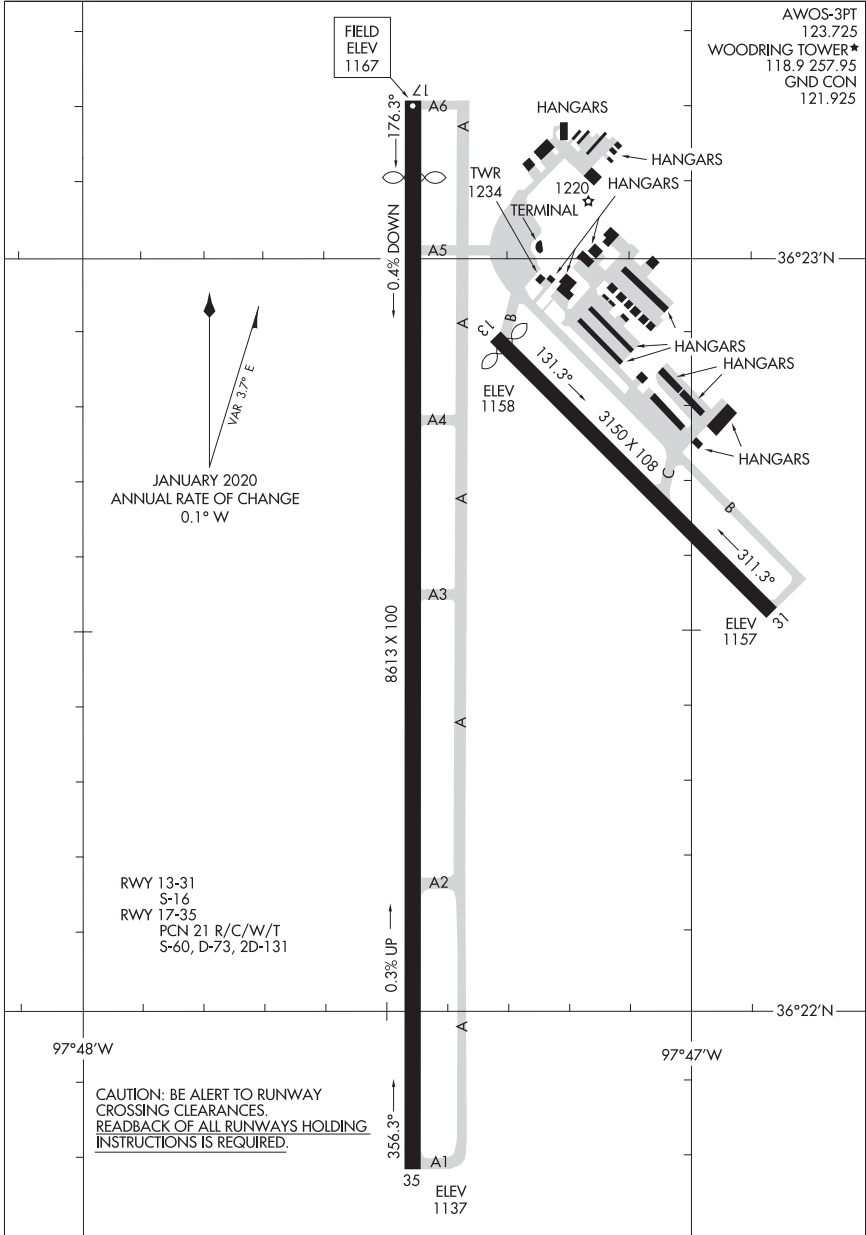 AWOS-3PT
123.725
WOODRING TOWER★
118.9 257.95
GND CON
121.925
FIELD
ELEV
1167
17
A6
A
176.3°
HANGARS
HANGARS
TWR
1234
1220
HANGARS
TERMINAL
0.4% DOWN
A5
36°23'N
A
B
13
VAR 3.7° E
ELEV
1158
131.3°
HANGARS
HANGARS
A4
3150 X 108
HANGARS
C
JANUARY 2020
ANNUAL RATE OF CHANGE
0.1° W
A
B
311.3°
A3
8613 X 100
ELEV
1157
31
A
RWY 13-31
S-16
RWY 17-35
PCN 21 R/C/W/T
S-60, D-73, 2D-131
A2
0.3% UP
36°22'N
A
97°48'W
97°47'W
CAUTION: BE ALERT TO RUNWAY
CROSSING CLEARANCES.
READBACK OF ALL RUNWAYS HOLDING
INSTRUCTIONS IS REQUIRED.
356.3°
A1
35
ELEV
1137